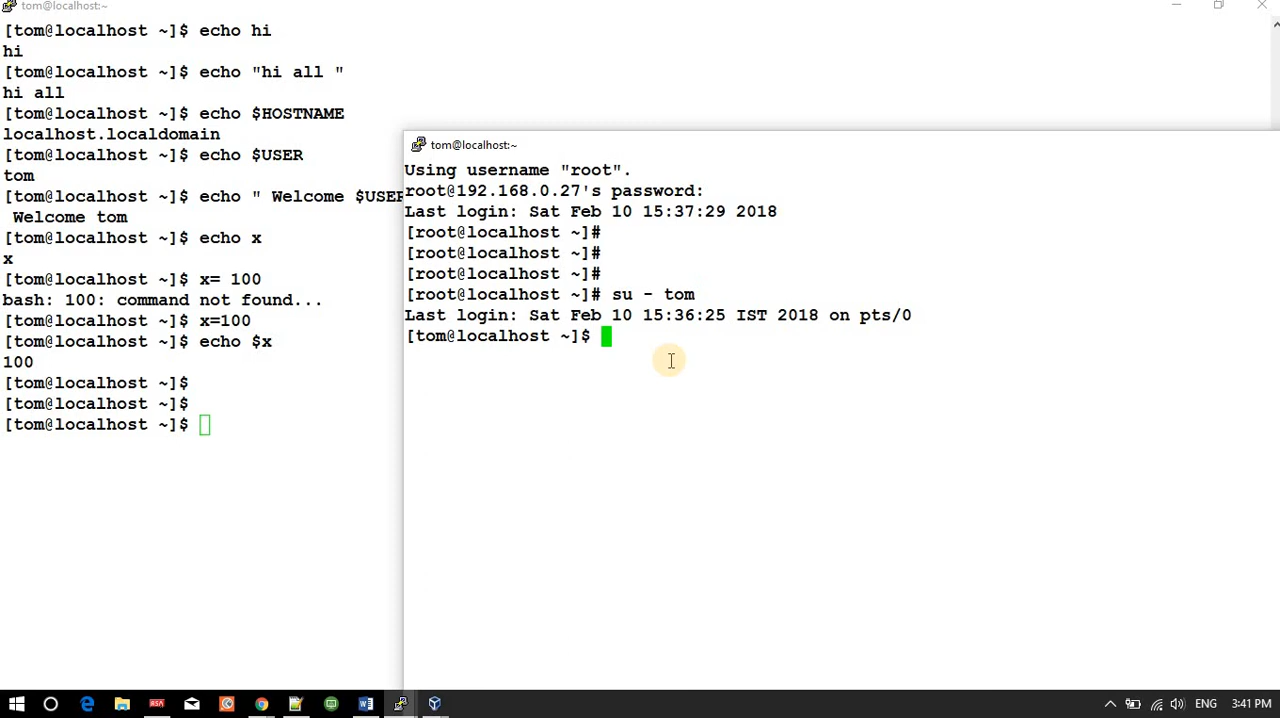 tom@localhost:~
[tom@localhost ~]$ echo hi
hi
[tom@localhost ~]$ echo "hi all "
hi all
[tom@localhost ~]$ echo $HOSTNAME
localhost.localdomain
[tom@localhost ~]$ echo $USER
tom
[tom@localhost ~]$ echo " Welcome $USER
 Welcome tom
[tom@localhost ~]$ echo x
x
[tom@localhost ~]$ x= 100
bash: 100: command not found...
[tom@localhost ~]$ x=100
[tom@localhost ~]$ echo $x
100
[tom@localhost ~]$
[tom@localhost ~]$
[tom@localhost ~]$
tom@localhost:~
Using username "root".
root@192.168.0.27's password:
Last login: Sat Feb 10 15:37:29 2018
[root@localhost ~]#
[root@localhost ~]#
[root@localhost ~]#
[root@localhost ~]# su - tom
Last login: Sat Feb 10 15:36:25 IST 2018 on pts/0
[tom@localhost ~]$
RSA
ENG
3:41 PM